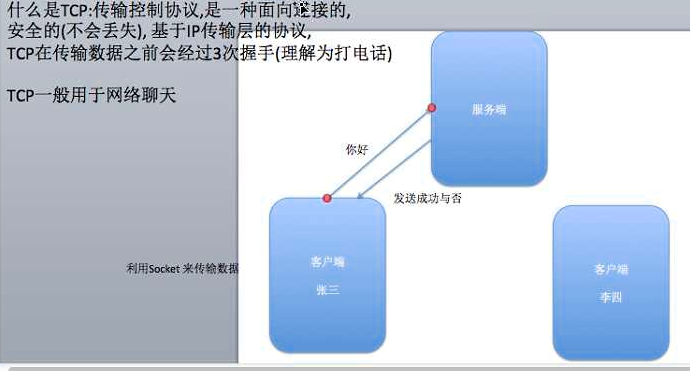 什么是TCP:传输控制协议,是一种面向连接的,
安全的(不会丢失), 基于IP传输层的协议,
TCP在传输数据之前会经过3次握手(理解为打电话)
TCP一般用于网络聊天
服务端
你好
发送成功与否
利用Socket 来传输数据
客户端
张三
客户端
李四